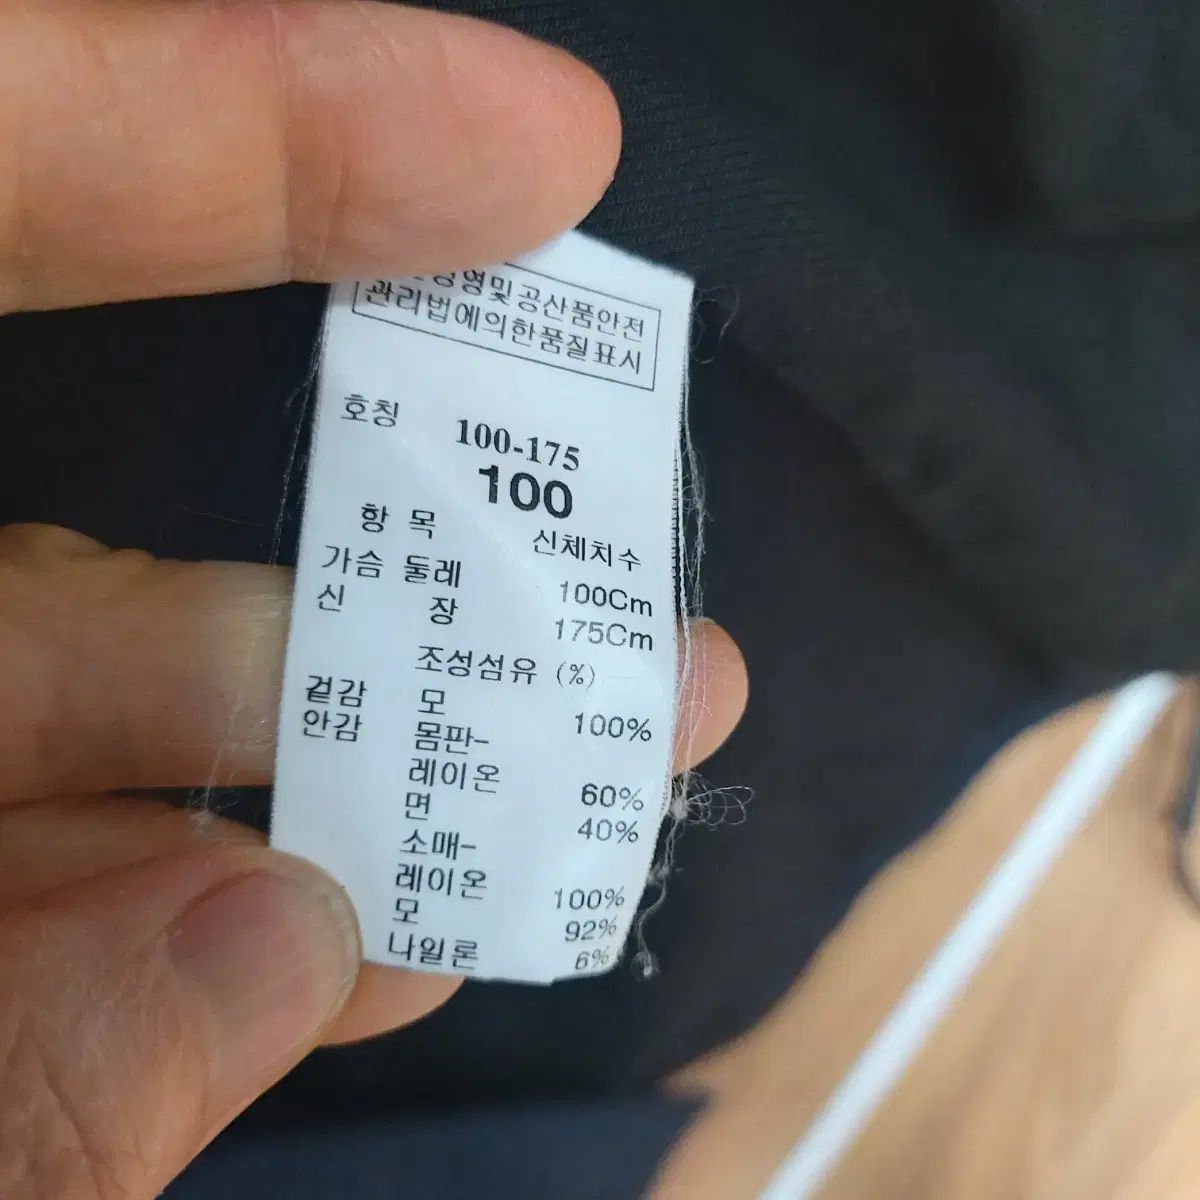 영및공산품안전
관리법에의한품질표시
호칭 100-175
100
항 목 신체치수
가슴 둘레 100Cm
신 장 175Cm
조성섬유 (%)
겉감 모 100%
안감 몸판-
레이온 60%
면 40%
소매-
레이온 100%
모 92%
나일론 6%